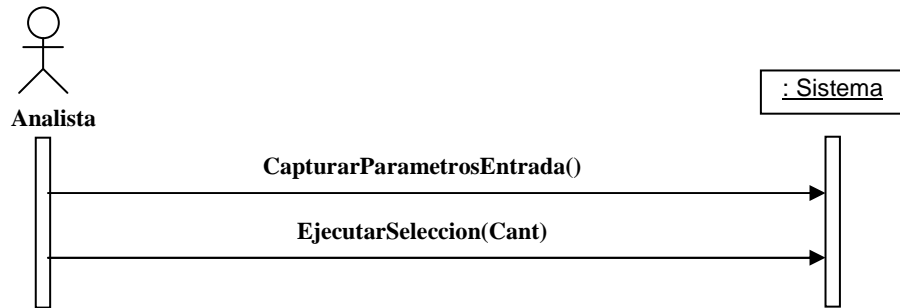 : Sistema
Analista
CapturarParametrosEntrada()
EjecutarSeleccion(Cant)